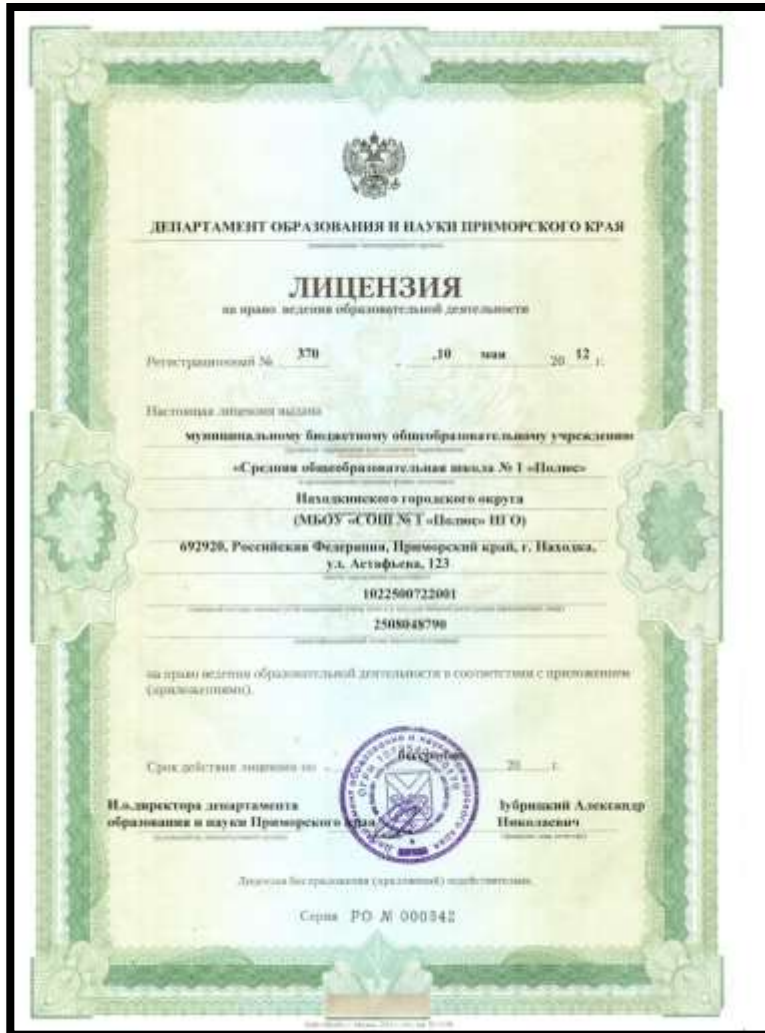 ДЕПАРТАМЕНТ ОБРАЗОВАНИЯ И НАУКИ ПРИМОРСКОГО КРАЯ
ЛИЦЕНЗИЯ
на право ведения образовательной деятельности
Регистрационный № 370 „10 мая 20 12 г.
Настоящая лицензия выдана
муниципальному бюджетному общеобразовательному учреждению
«Средняя общеобразовательная школа № 1 «Полюс»
Находкинского городского округа
(МБОУ «СОШ № 1 «Полюс» НГО)
692920, Российская Федерация, Приморский край, г. Находка,
ул. Астафьева, 123
1022500722001
2508048790
на право ведения образовательной деятельности в соответствии с приложением
(приложениями).
Срок действия лицензии по „ бессрочно 20 г.
И.о.директора департамента
образования и науки Приморского края
Зубрицкий Александр
Николаевич
Лицензия без приложения (приложений) недействительна.
Серия РО № 000342